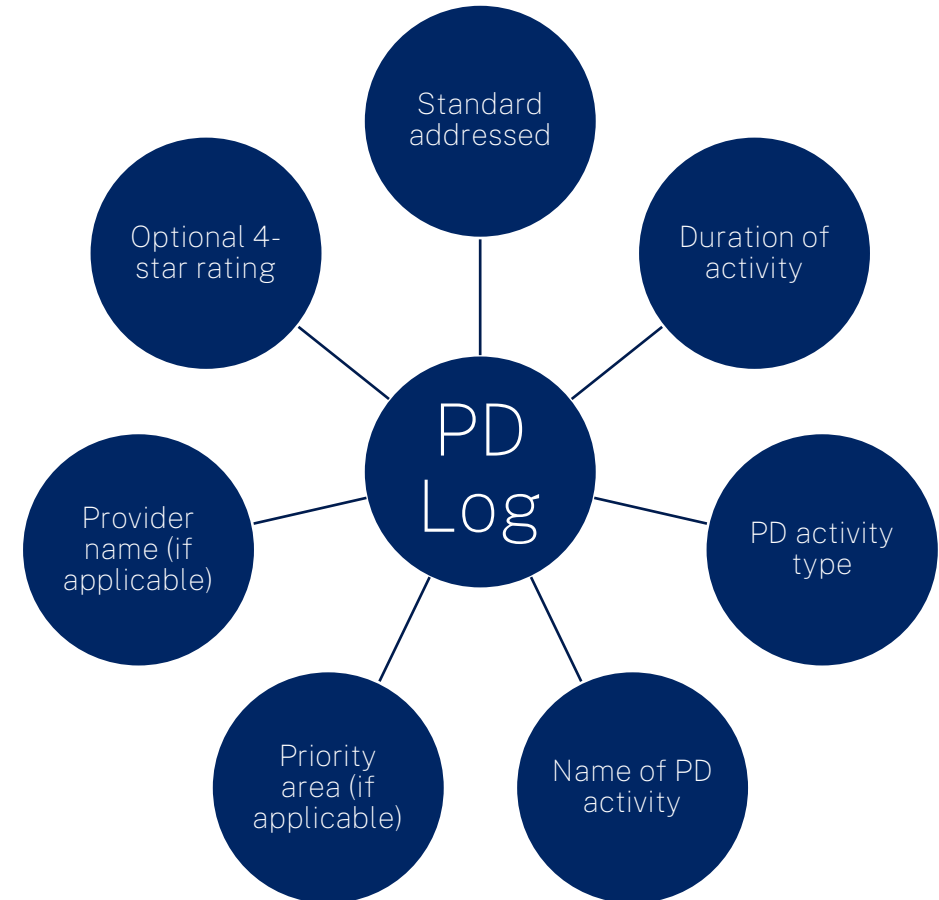 Standard
addressed
Optional 4-
star rating
Duration of
activity
PD
Log
Provider
name (if
applicable)
PD activity
type
Priority
area (if
applicable)
Name of PD
activity